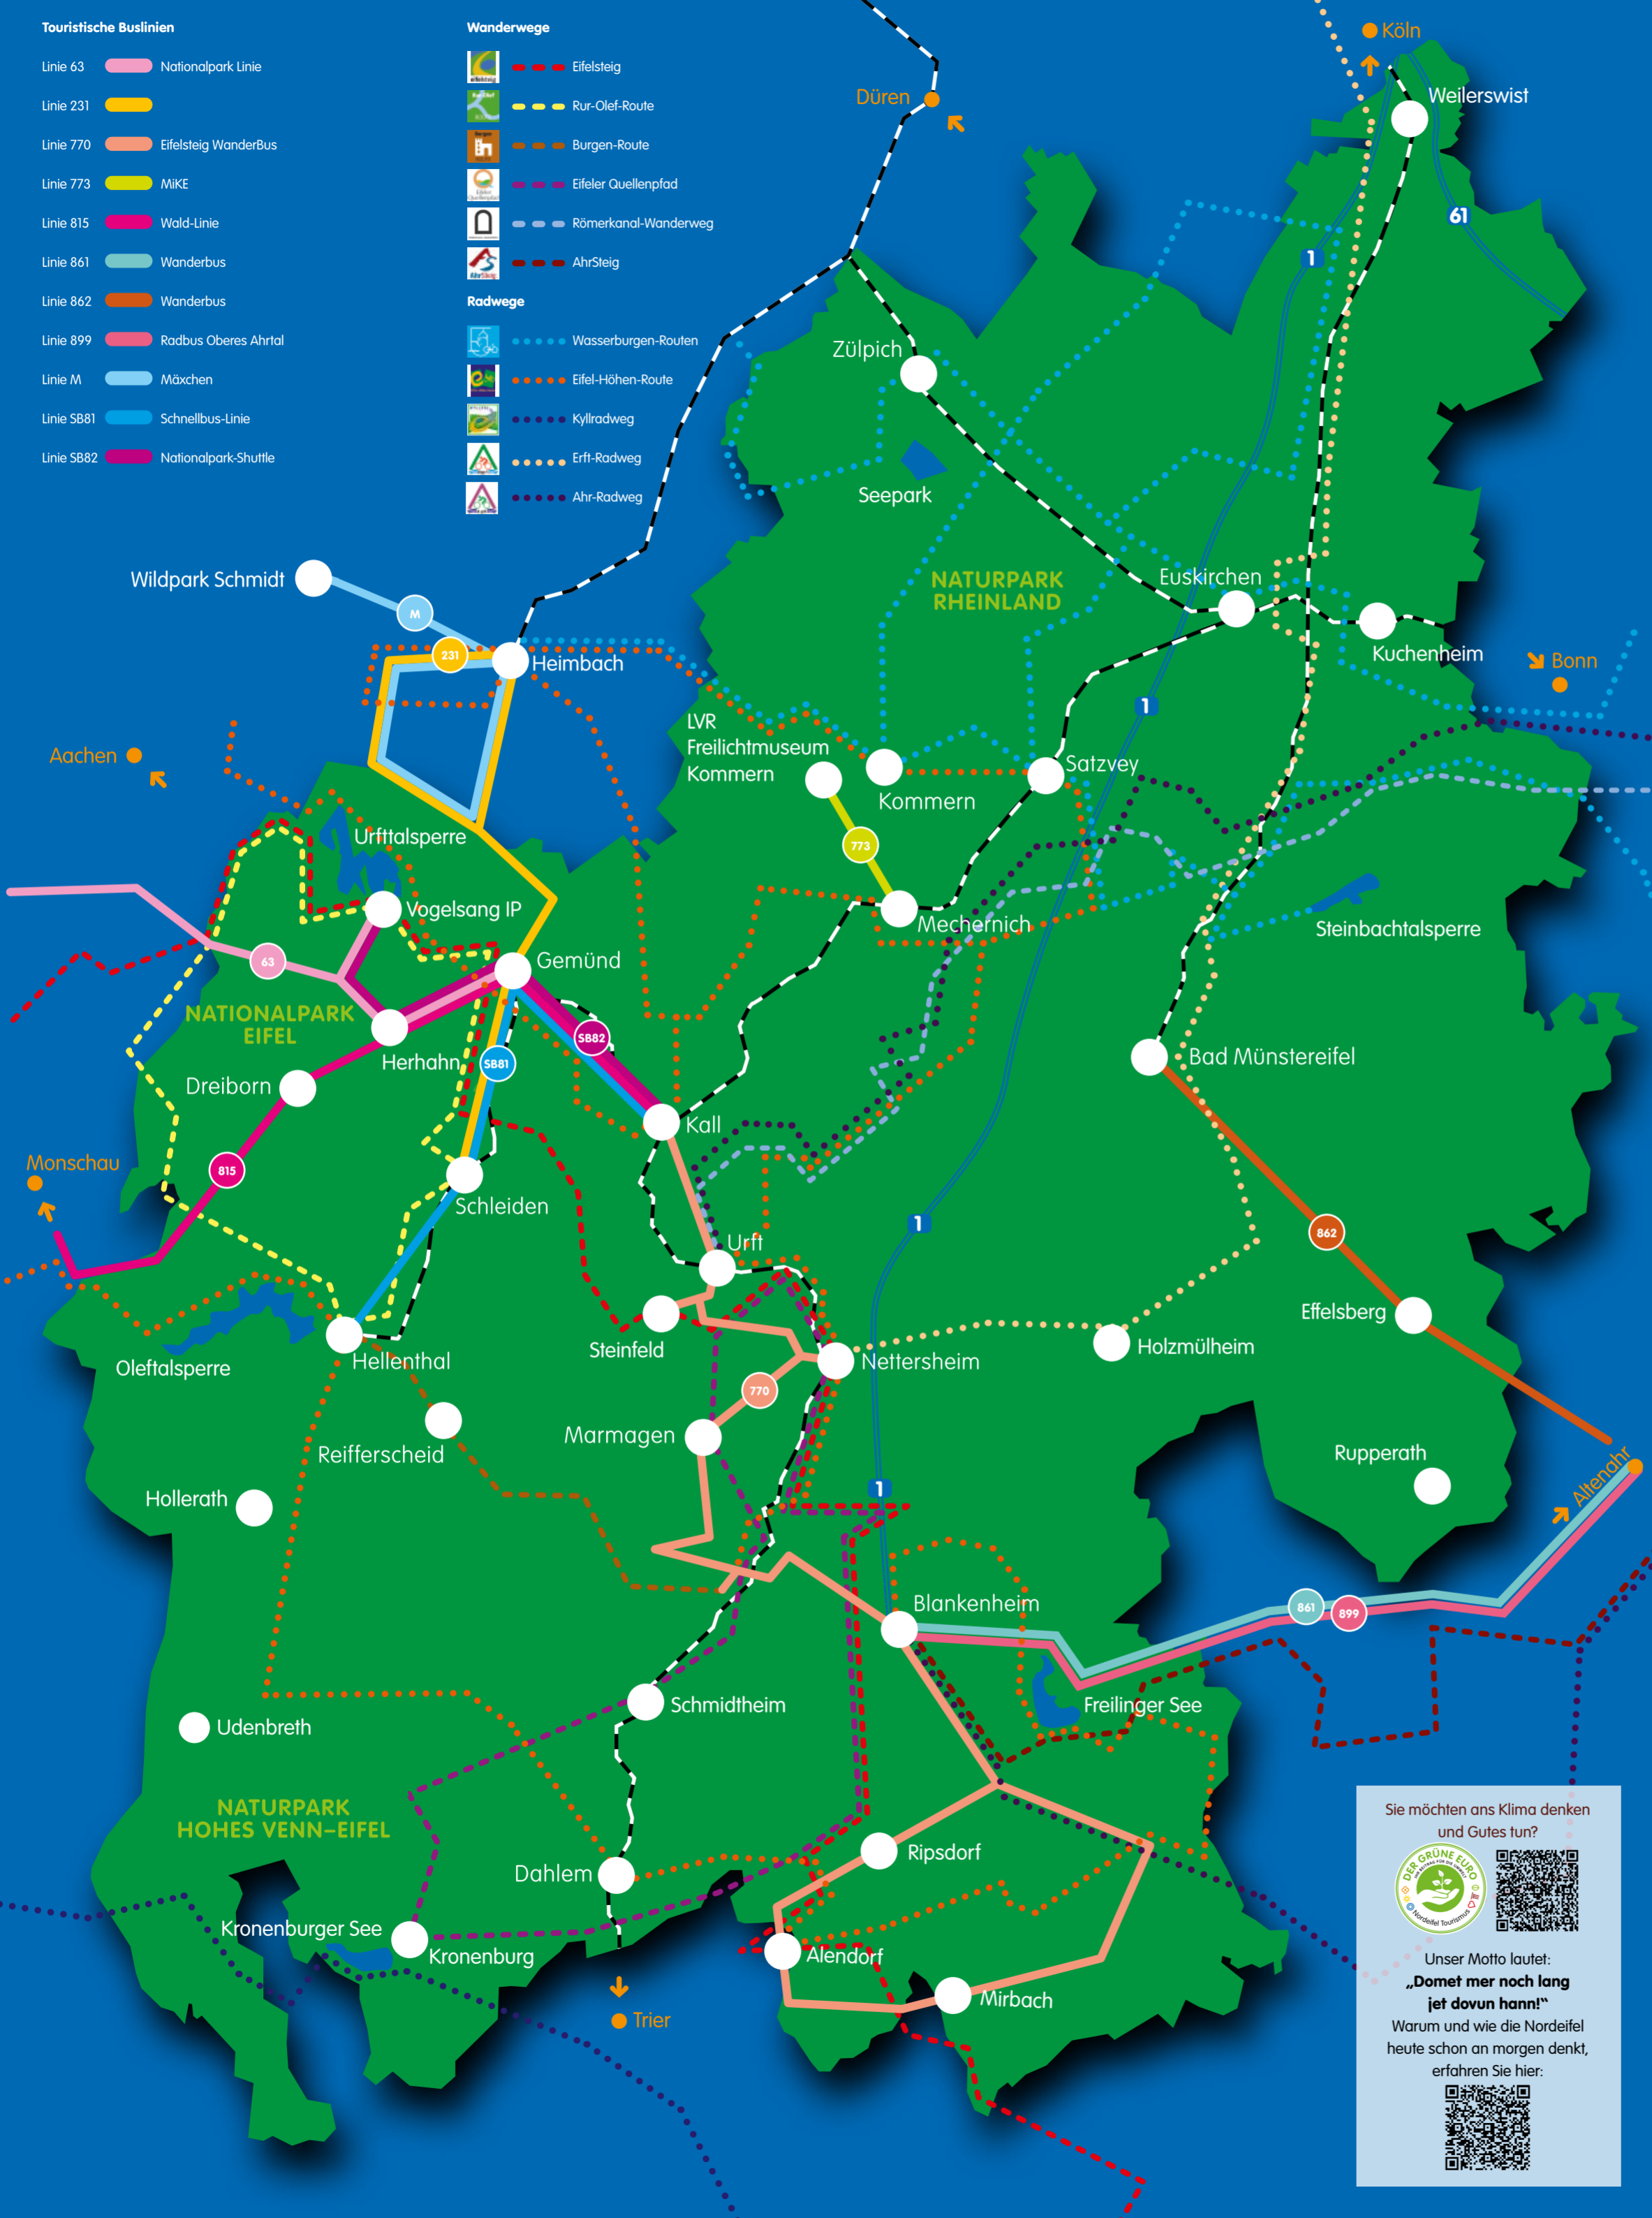 Touristische Buslinien
Linie 63 Nationalpark Linie
Linie 231
Linie 770 Eifelsteig WanderBus
Linie 773 MiKE
Linie 815 Wald-Linie
Linie 861 Wanderbus
Linie 862 Wanderbus
Linie 899 Radbus Oberes Ahrtal
Linie M Mäxchen
Linie SB81 Schnellbus-Linie
Linie SB82 Nationalpark-Shuttle
Wanderwege
Eifelsteig
Rur-Olef-Route
Burgen-Route
Eifeler Quellenpfad
Römerkanal-Wanderweg
AhrSteig
Radwege
Wasserburgen-Routen
Eifel-Höhen-Route
Kyllradweg
Erft-Radweg
Ahr-Radweg
Köln
Weilerswist
Düren
61
1
Zülpich
Seepark
Wildpark Schmidt
M
231
Heimbach
NATURPARK
RHEINLAND
Euskirchen
Kuchenheim
Bonn
1
Aachen
LVR
Freilichtmuseum
Kommern
Kommern
Satzvey
773
Urfttalsperre
Vogelsang IP
Mechernich
Steinbachtalsperre
63
Gemünd
NATIONALPARK
EIFEL
SB82
Herhahn
SB81
Bad Münstereifel
Dreiborn
Kall
Monschau
815
Schleiden
1
862
Urft
Effelsberg
Steinfeld
Holzmülheim
Oleftalsperre
Hellenthal
Nettersheim
770
Marmagen
Reifferscheid
Rupperath
Altenahr
Hollerath
1
Blankenheim
861
899
Schmidtheim
Freilinger See
Udenbreth
NATURPARK
HOHES VENN–EIFEL
Ripsdorf
Dahlem
Kronenburger See
Kronenburg
Alendorf
Mirbach
Trier
Sie möchten ans Klima denken
und Gutes tun?
DER GRÜNE EURO
Nordeifel Tourismus
Unser Motto lautet:
„Domet mer noch lang
jet dovun hann!“
Warum und wie die Nordeifel
heute schon an morgen denkt,
erfahren Sie hier: